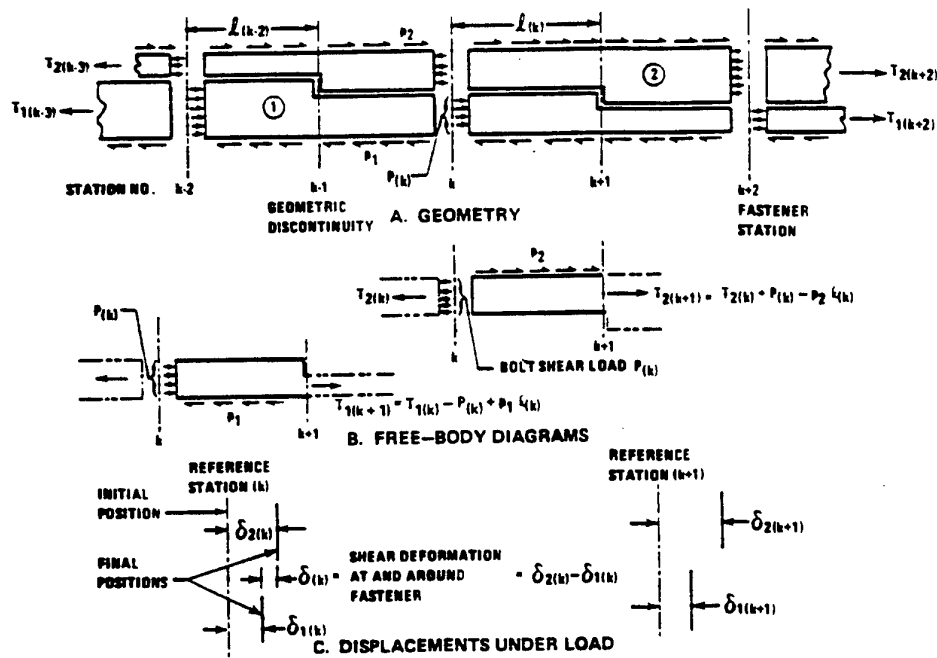 ℓ(k-2)
p2
ℓ(k)
T2(k-3)
T1(k-3)
1
2
T2(k+2)
T1(k+2)
p1
P(k)
STATION NO.
k-2
k-1
k
k+1
k+2
GEOMETRIC
DISCONTINUITY
A. GEOMETRY
FASTENER
STATION
p2
T2(k)
T2(k+1) = T2(k) + P(k) - p2 ℓ(k)
k
k+1
BOLT SHEAR LOAD P(k)
P(k)
p1
T1(k+1) = T1(k) - P(k) + p1 ℓ(k)
k
k+1
B. FREE-BODY DIAGRAMS
REFERENCE
STATION (k)
REFERENCE
STATION (k+1)
INITIAL
POSITION
δ2(k)
δ2(k+1)
FINAL
POSITIONS
δ(k) = SHEAR DEFORMATION
AT AND AROUND
FASTENER
= δ2(k) - δ1(k)
δ1(k)
δ1(k+1)
C. DISPLACEMENTS UNDER LOAD